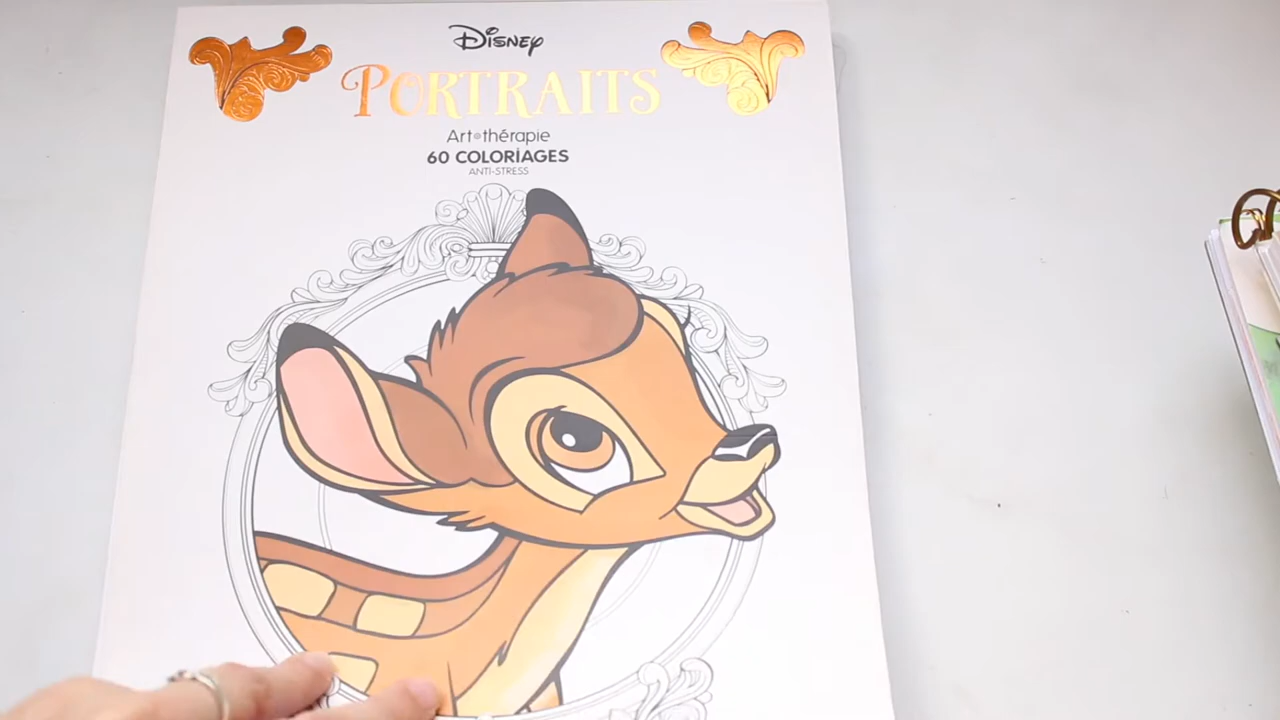 Disney
PORTRAITS
Art•thérapie
60 COLORIAGES
ANTI-STRESS